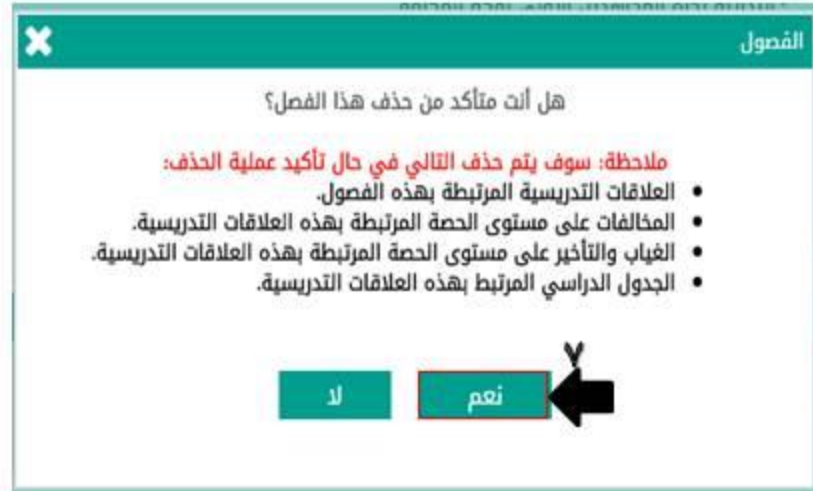 الفصول
هل أنت متأكد من حذف هذا الفصل؟
ملاحظة: سوف يتم حذف التالي في حال تأكيد عملية الحذف:
• العلاقات التدريسية المرتبطة بهذه الفصول.
• المخالفات على مستوى الحصة المرتبطة بهذه العلاقات التدريسية.
• الغياب والتأخير على مستوى الحصة المرتبطة بهذه العلاقات التدريسية.
• الجدول الدراسي المرتبط بهذه العلاقات التدريسية.
٧
نعم
لا